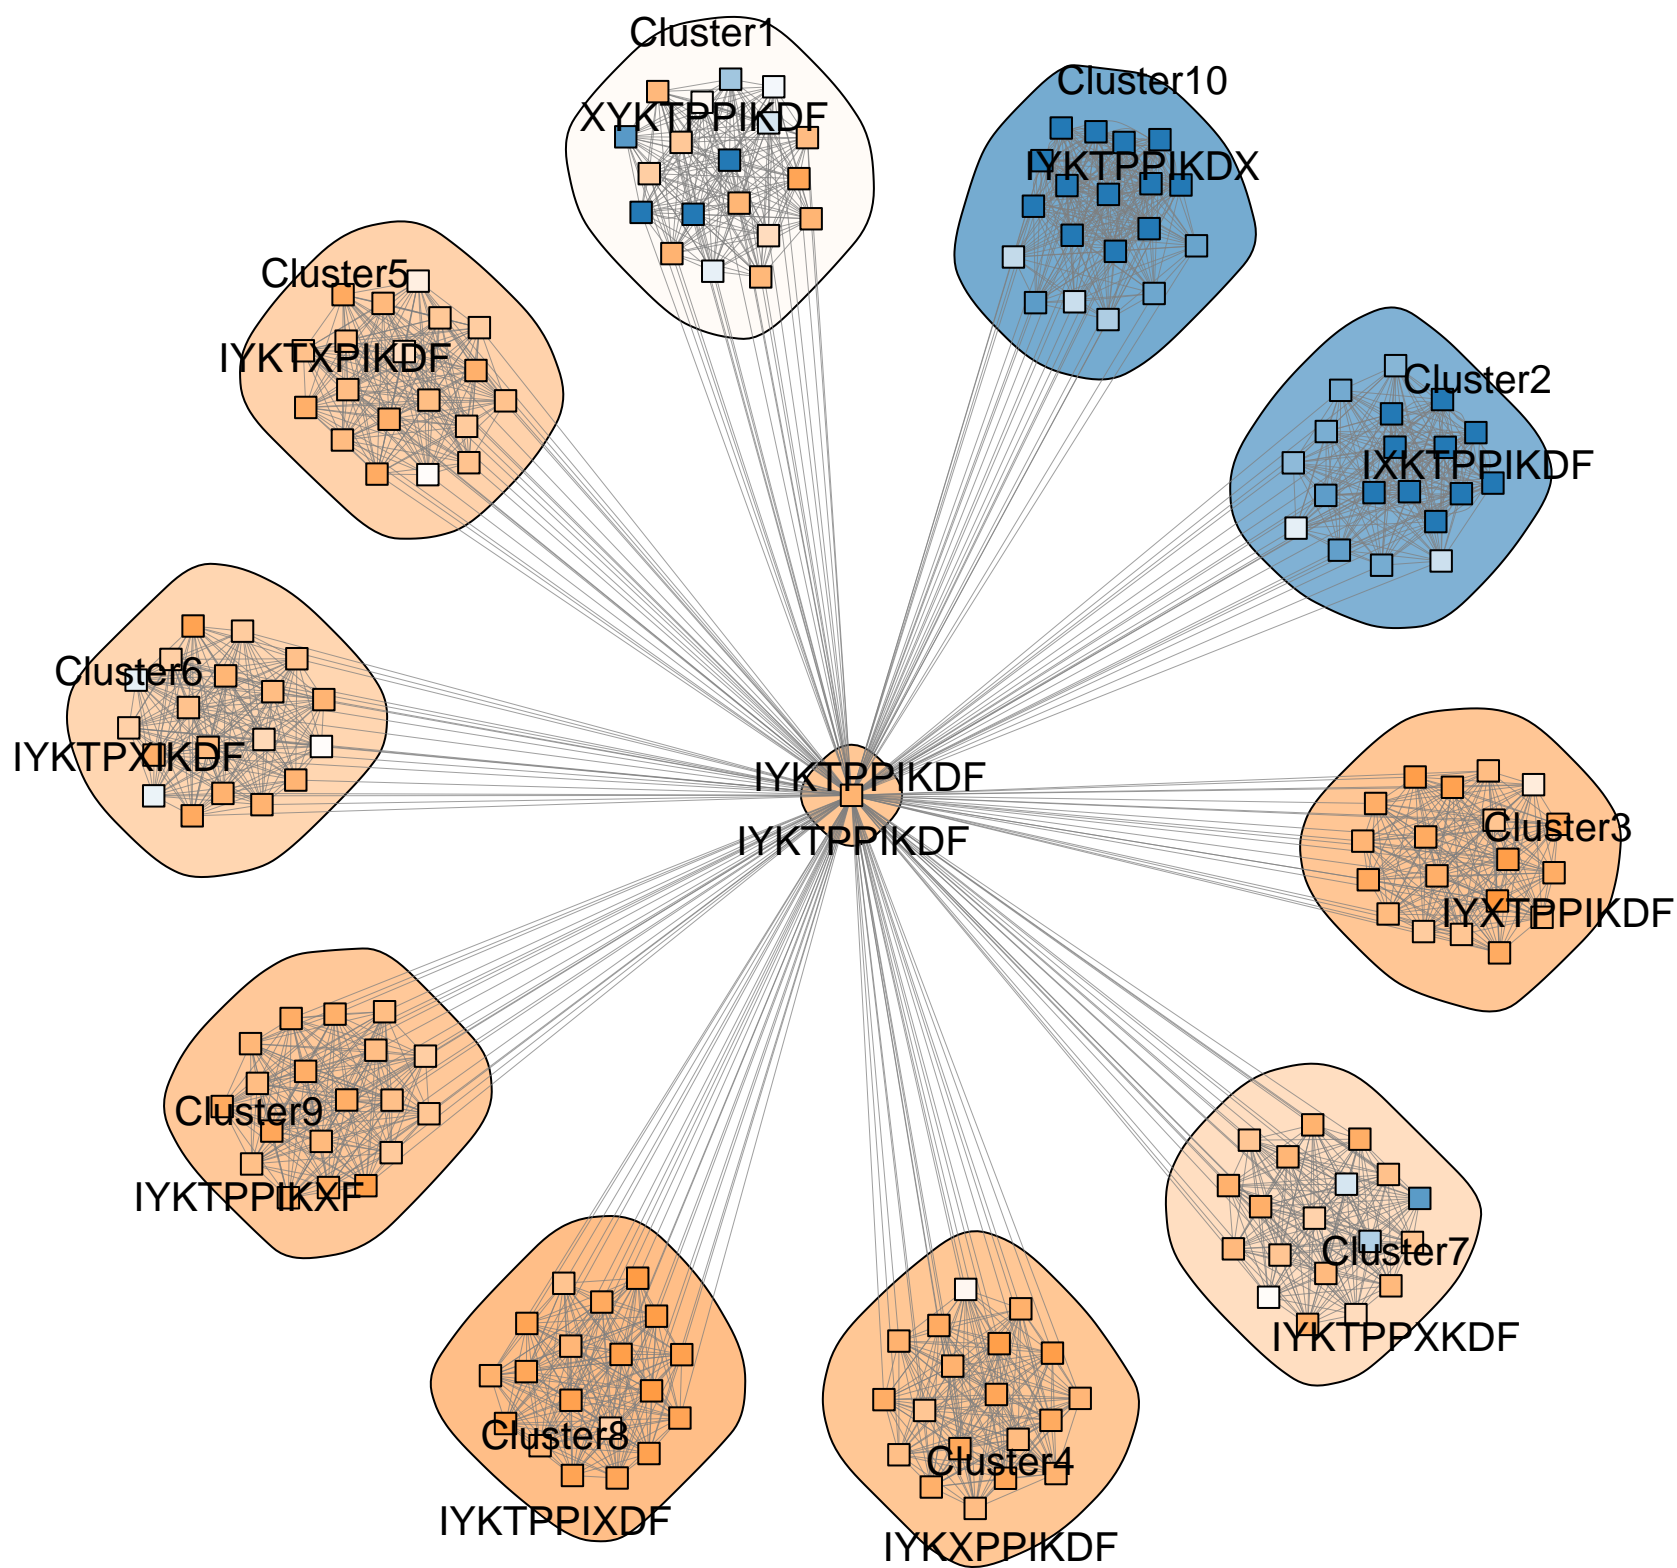 Cluster1
XYKTPPIKDF
Cluster10
IYKTPPIKDX
Cluster5
IYKTXPIKDF
Cluster2
IXKTPPIKDF
Cluster6
IYKTPXIKDF
IYKTPPIKDF
IYKTPPIKDF
Cluster3
IYXTPPIKDF
Cluster9
IYKTPPIKXF
Cluster7
IYKTPPXKDF
Cluster8
IYKTPPIXDF
Cluster4
IYKXPPIKDF